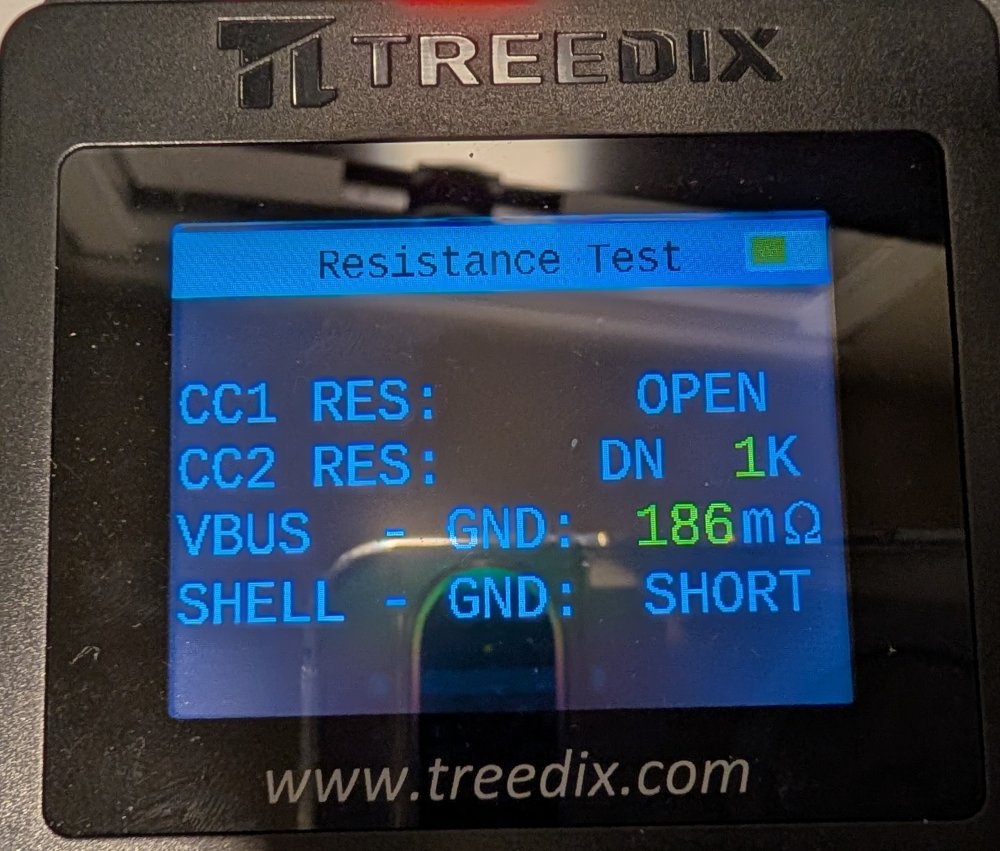 TREEDIX
Resistance Test
CC1 RES: OPEN
CC2 RES: DN 1K
VBUS - GND: 186mΩ
SHELL - GND: SHORT
www.treedix.com